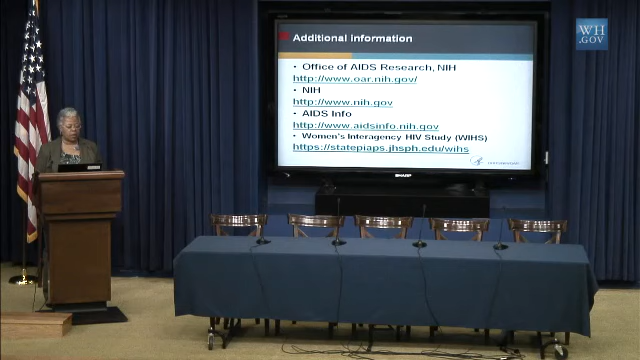 WH
.GOV
Additional Information
• Office of AIDS Research, NIH
http://www.oar.nih.gov/
• NIH
http://www.nih.gov
• AIDS Info
http://www.aidsinfo.nih.gov
• Women's Interagency HIV Study (WIHS)
https://statepiaps.jhsph.edu/wihs
SHARP